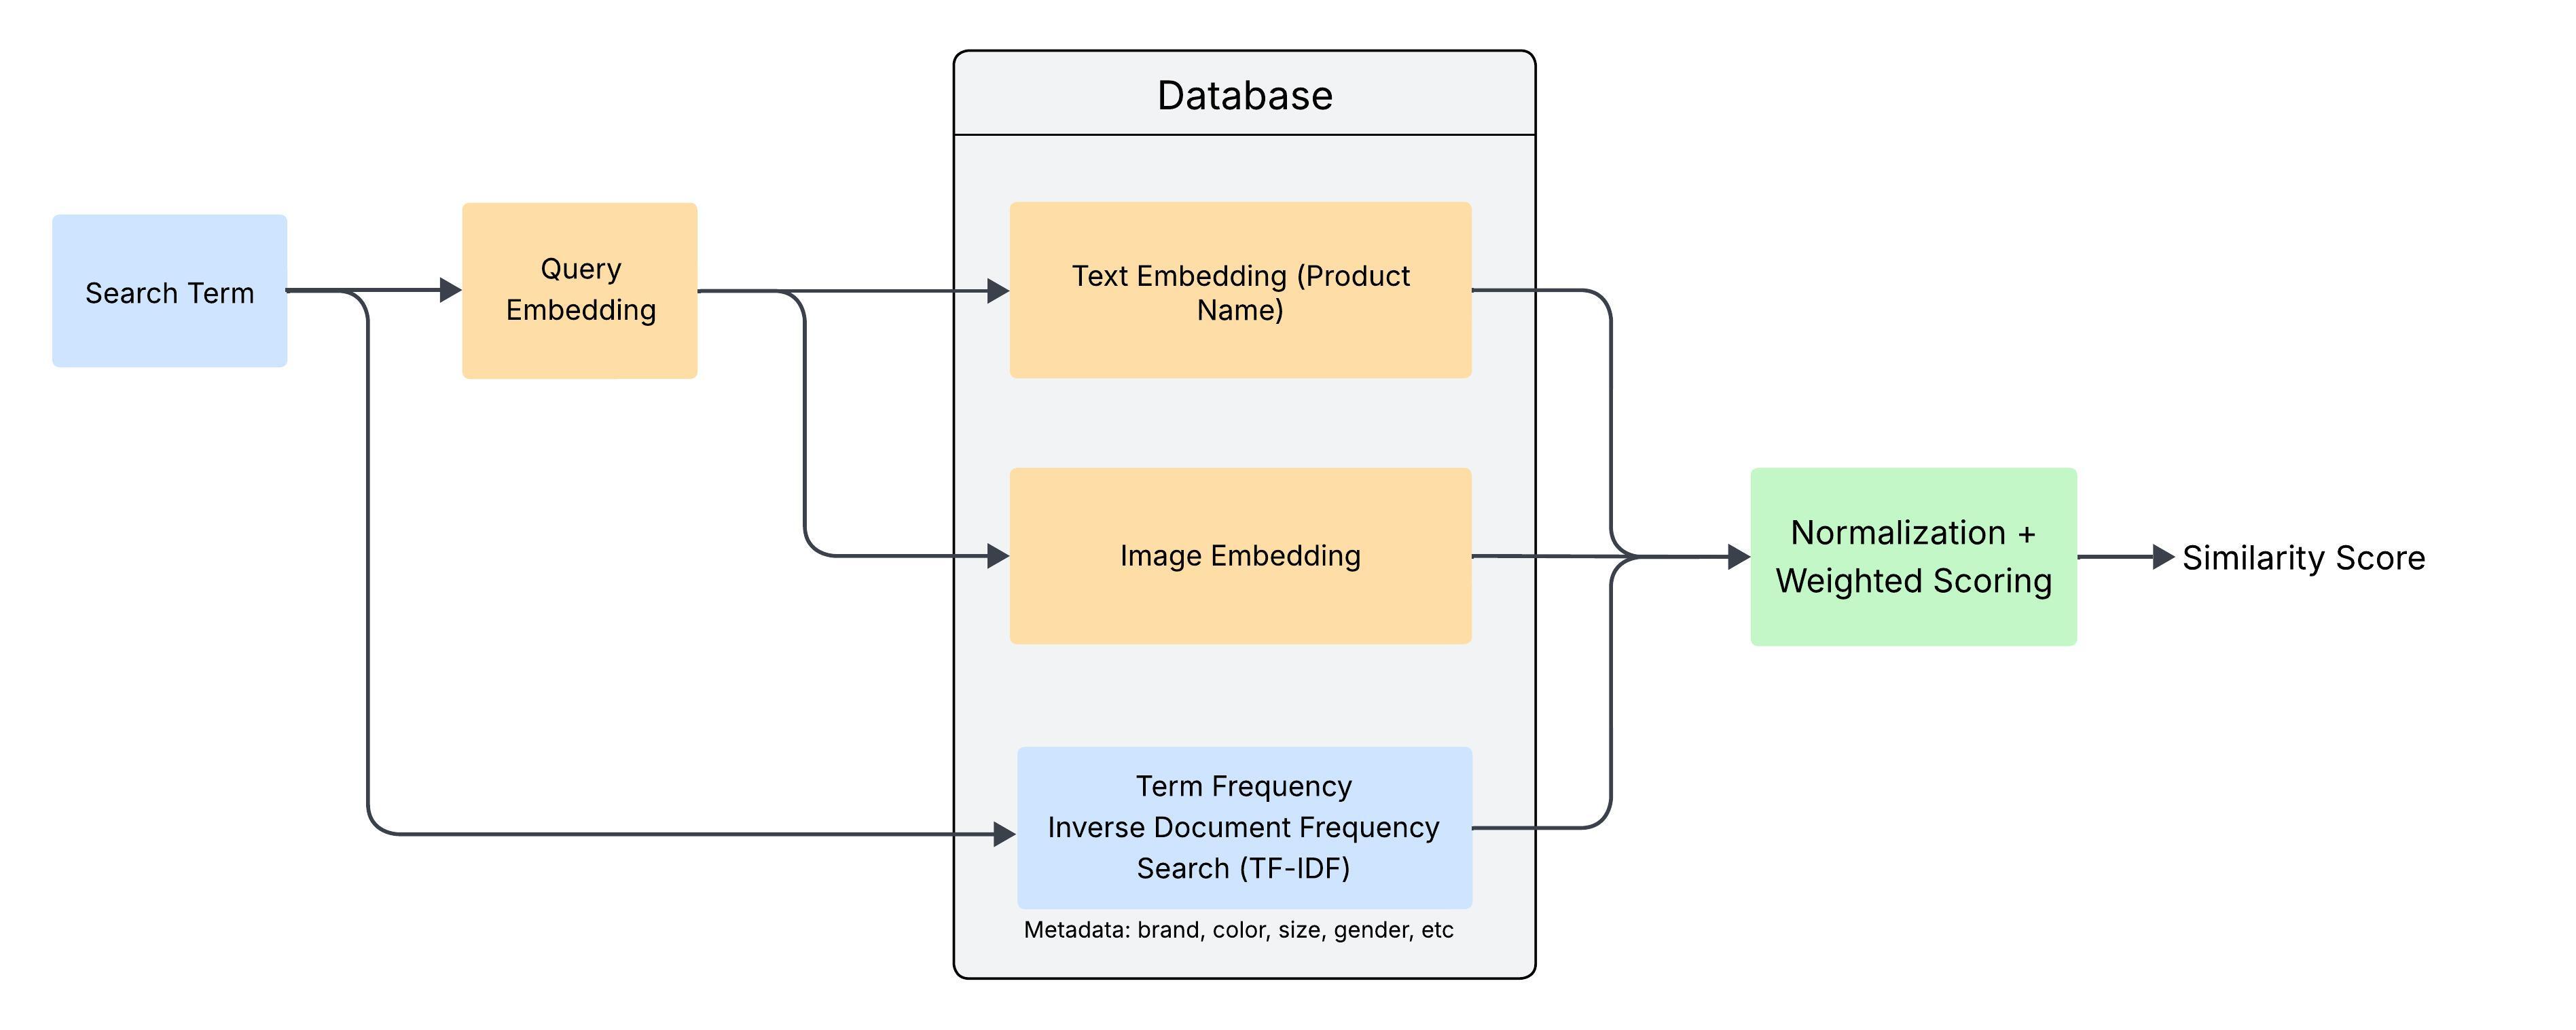 Database
Search Term
Query
Embedding
Text Embedding (Product
Name)
Image Embedding
Term Frequency
Inverse Document Frequency
Search (TF-IDF)
Metadata: brand, color, size, gender, etc
Normalization +
Weighted Scoring
Similarity Score